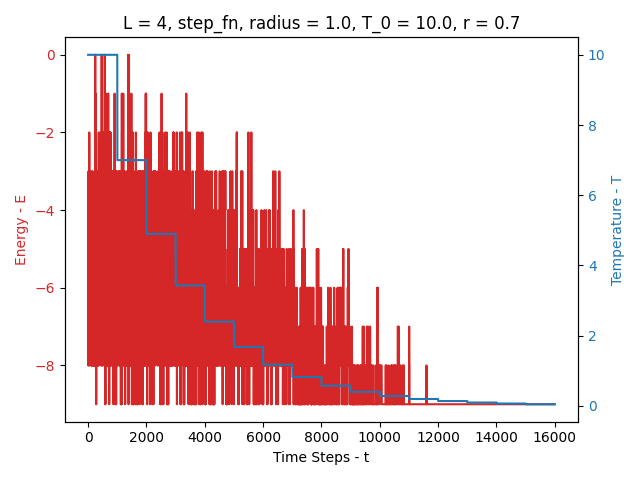 L = 4, step_fn, radius = 1.0, T_0 = 10.0, r = 0.7
0
−2
−4
−6
−8
Energy - E
10
8
6
4
2
0
Temperature - T
0 2000 4000 6000 8000 10000 12000 14000 16000
Time Steps - t